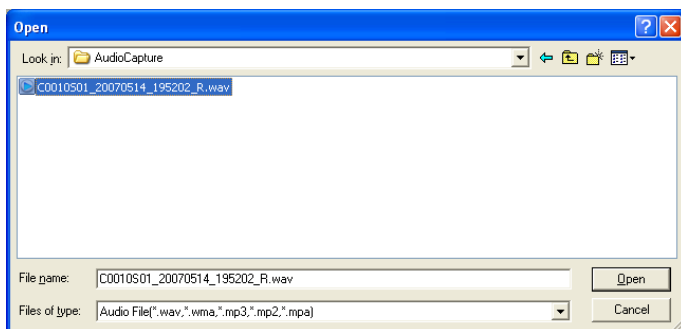 Open
Look in: AudioCapture
C0010S01_20070514_195202_R.wav
File name: C0010S01_20070514_195202_R.wav Open
Files of type: Audio File(*.wav,*.wma,*.mp3,*.mp2,*.mpa) Cancel